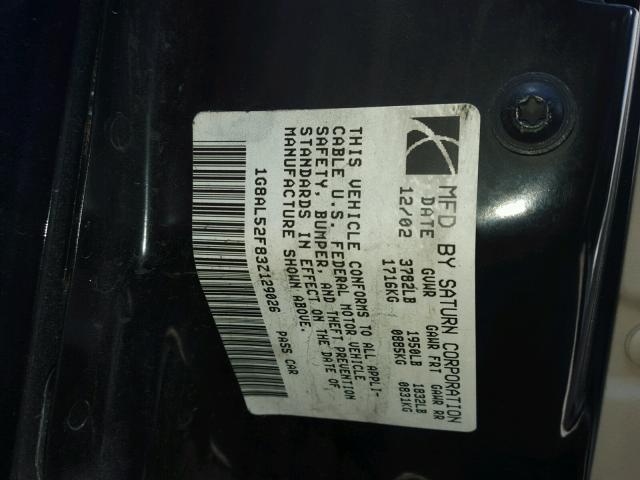 MFD BY SATURN CORPORATION
DATE GVWR GAWR FRT GAWR RR
12/02 3782LB 1950LB 1832LB
1716KG 0885KG 0831KG
THIS VEHICLE CONFORMS TO ALL APPLI-
CABLE U.S. FEDERAL MOTOR VEHICLE
SAFETY, BUMPER, AND THEFT PREVENTION
STANDARDS IN EFFECT ON THE DATE OF
MANUFACTURE SHOWN ABOVE.
1G8AL52F83Z129026 PASS CAR